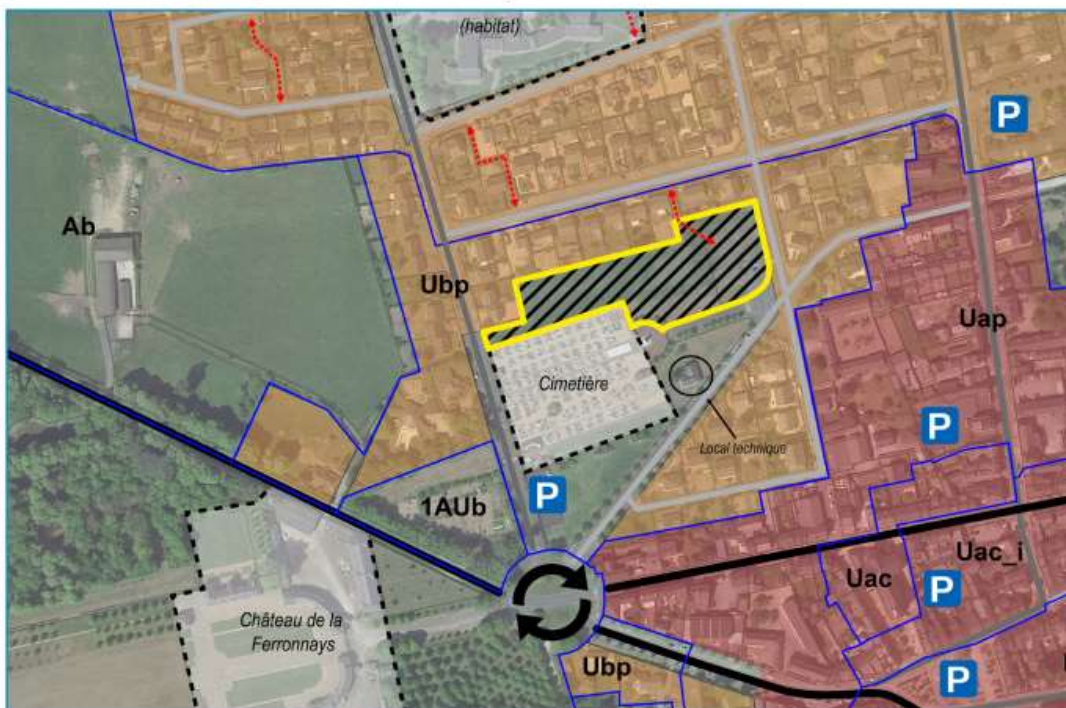 (habitat)
P
Ab
Ubp
Uap
Cimetière
P
Local technique
P
1AUb
Uac_i
Uac
P
Château de la
Ferronnays
Ubp
P